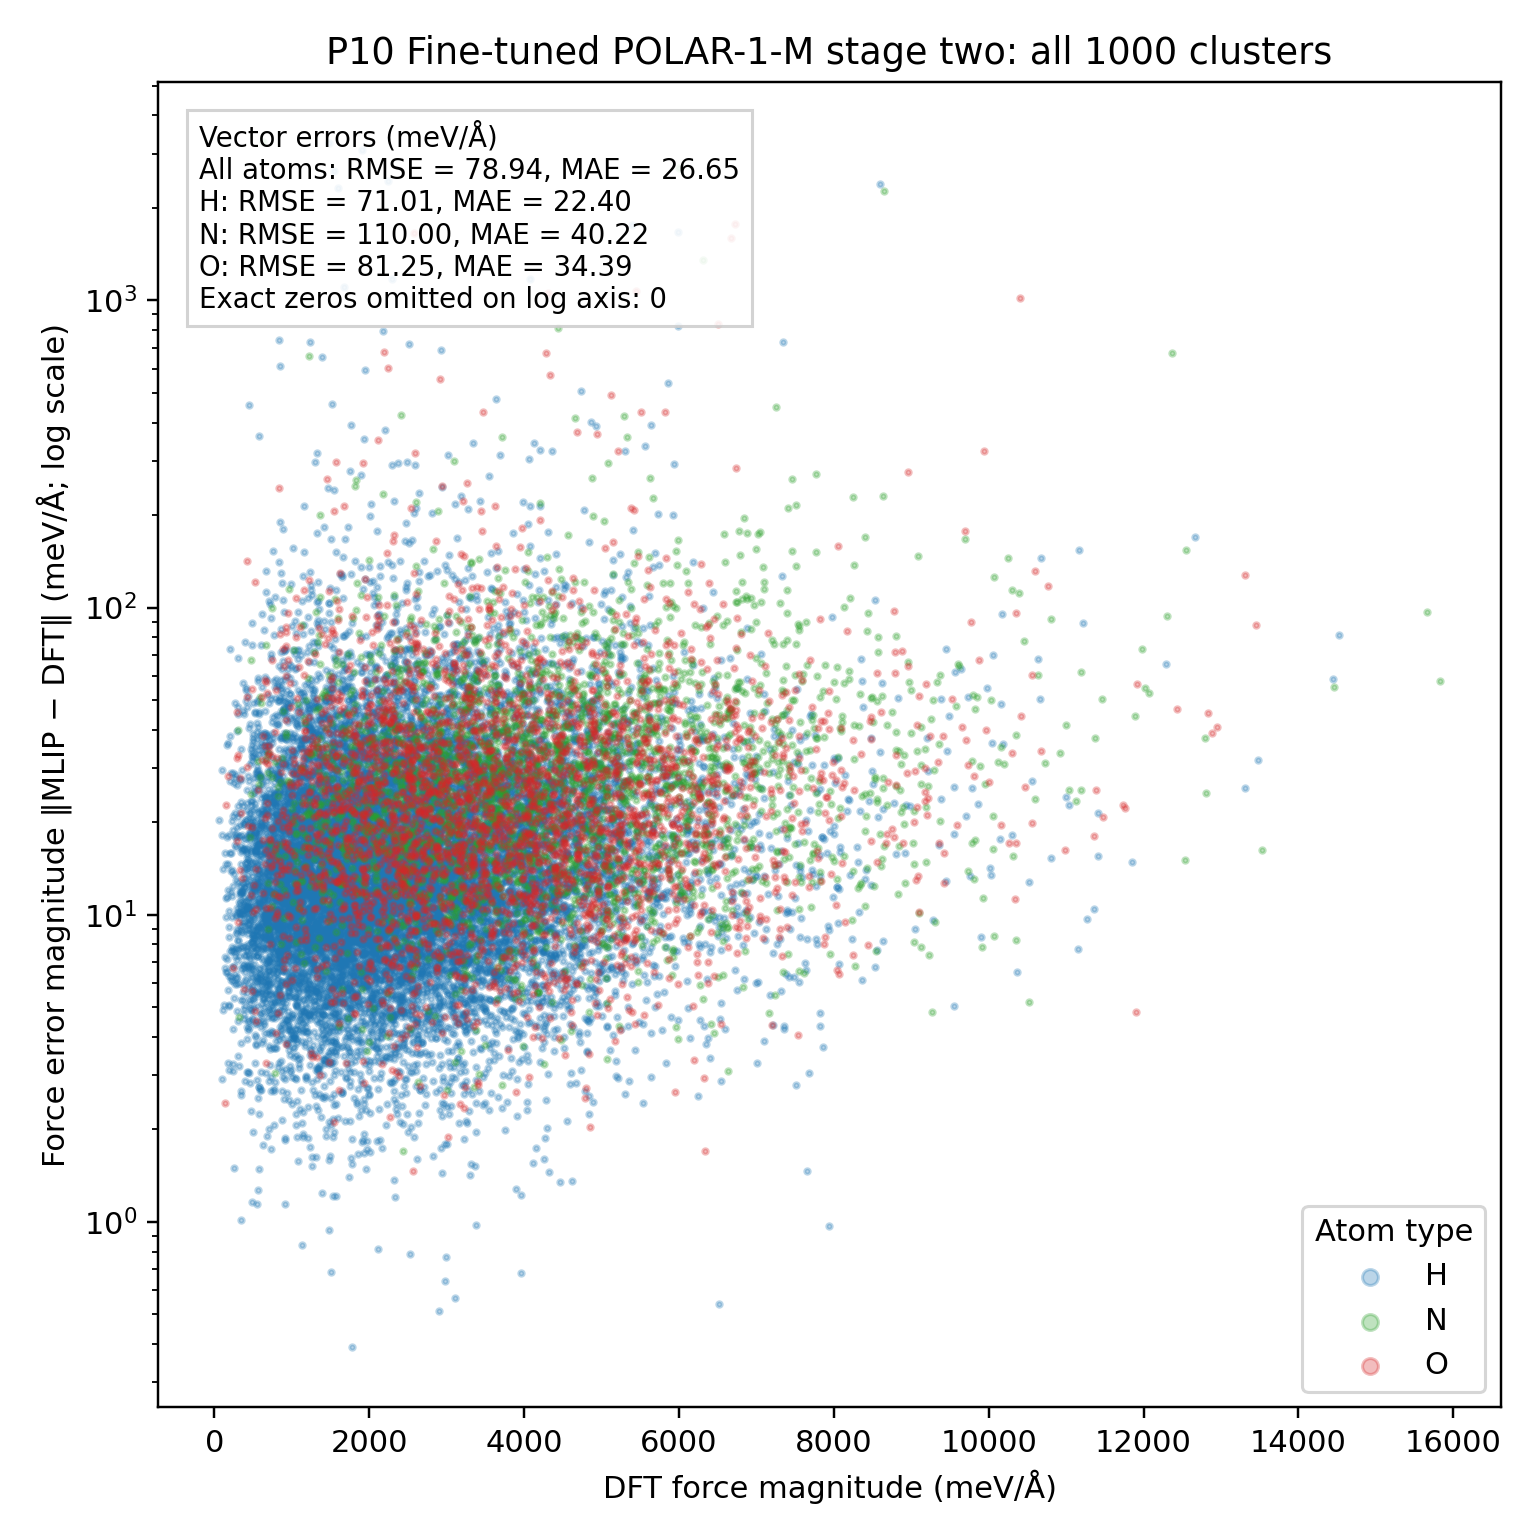 P10 Fine-tuned POLAR-1-M stage two: all 1000 clusters
Vector errors (meV/Å)
All atoms: RMSE = 78.94, MAE = 26.65
H: RMSE = 71.01, MAE = 22.40
N: RMSE = 110.00, MAE = 40.22
O: RMSE = 81.25, MAE = 34.39
Exact zeros omitted on log axis: 0
Force error magnitude ‖MLIP − DFT‖ (meV/Å; log scale)
10³
10²
10¹
10⁰
Atom type
H
N
O
0 2000 4000 6000 8000 10000 12000 14000 16000
DFT force magnitude (meV/Å)